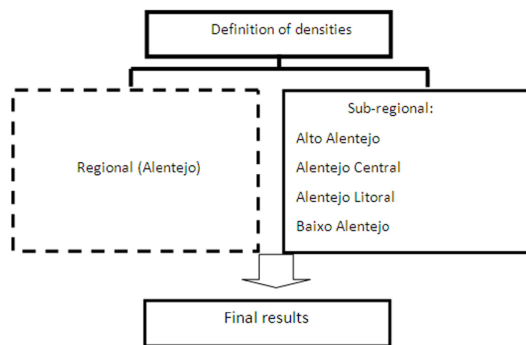 Definition of densities
Regional (Alentejo)
Sub-regional:
Alto Alentejo
Alentejo Central
Alentejo Litoral
Baixo Alentejo
Final results